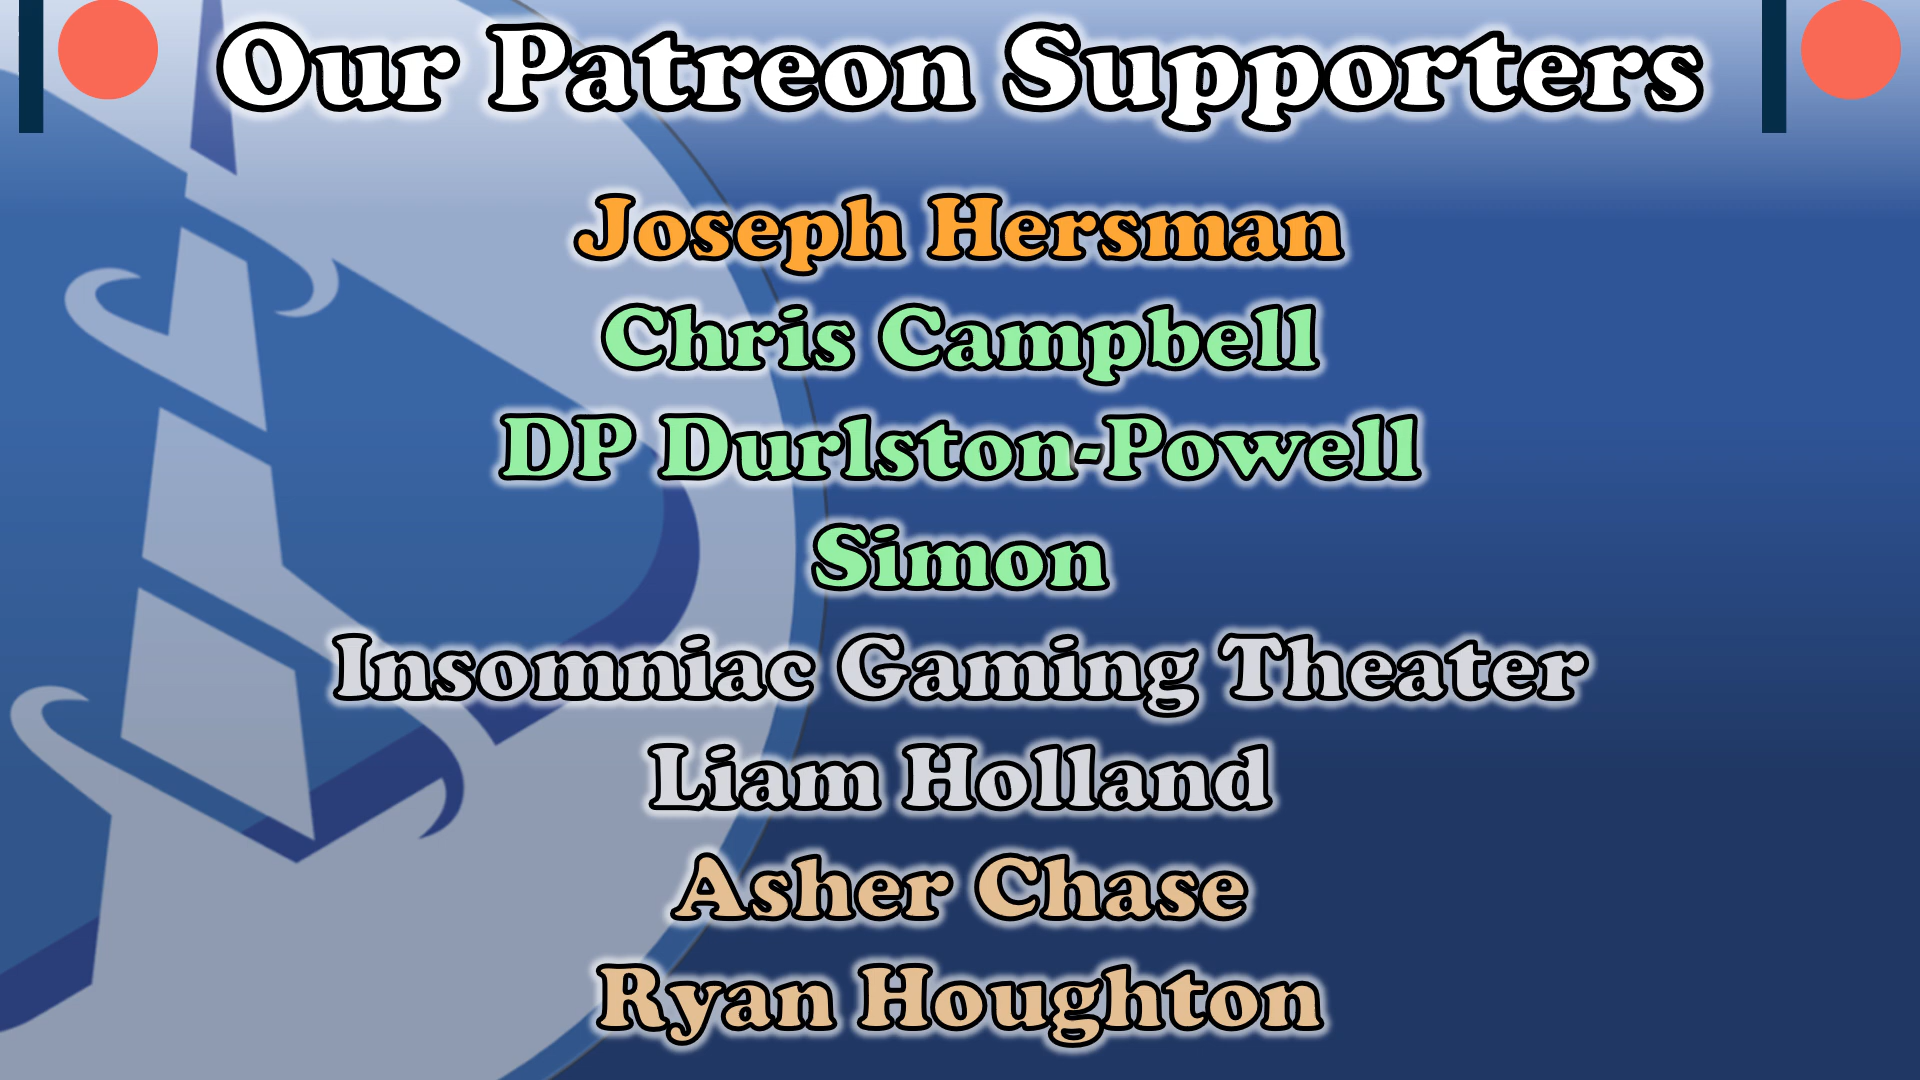 Our Patreon Supporters
Joseph Hersman
Chris Campbell
DP Durlston-Powell
Simon
Insomniac Gaming Theater
Liam Holland
Asher Chase
Ryan Houghton